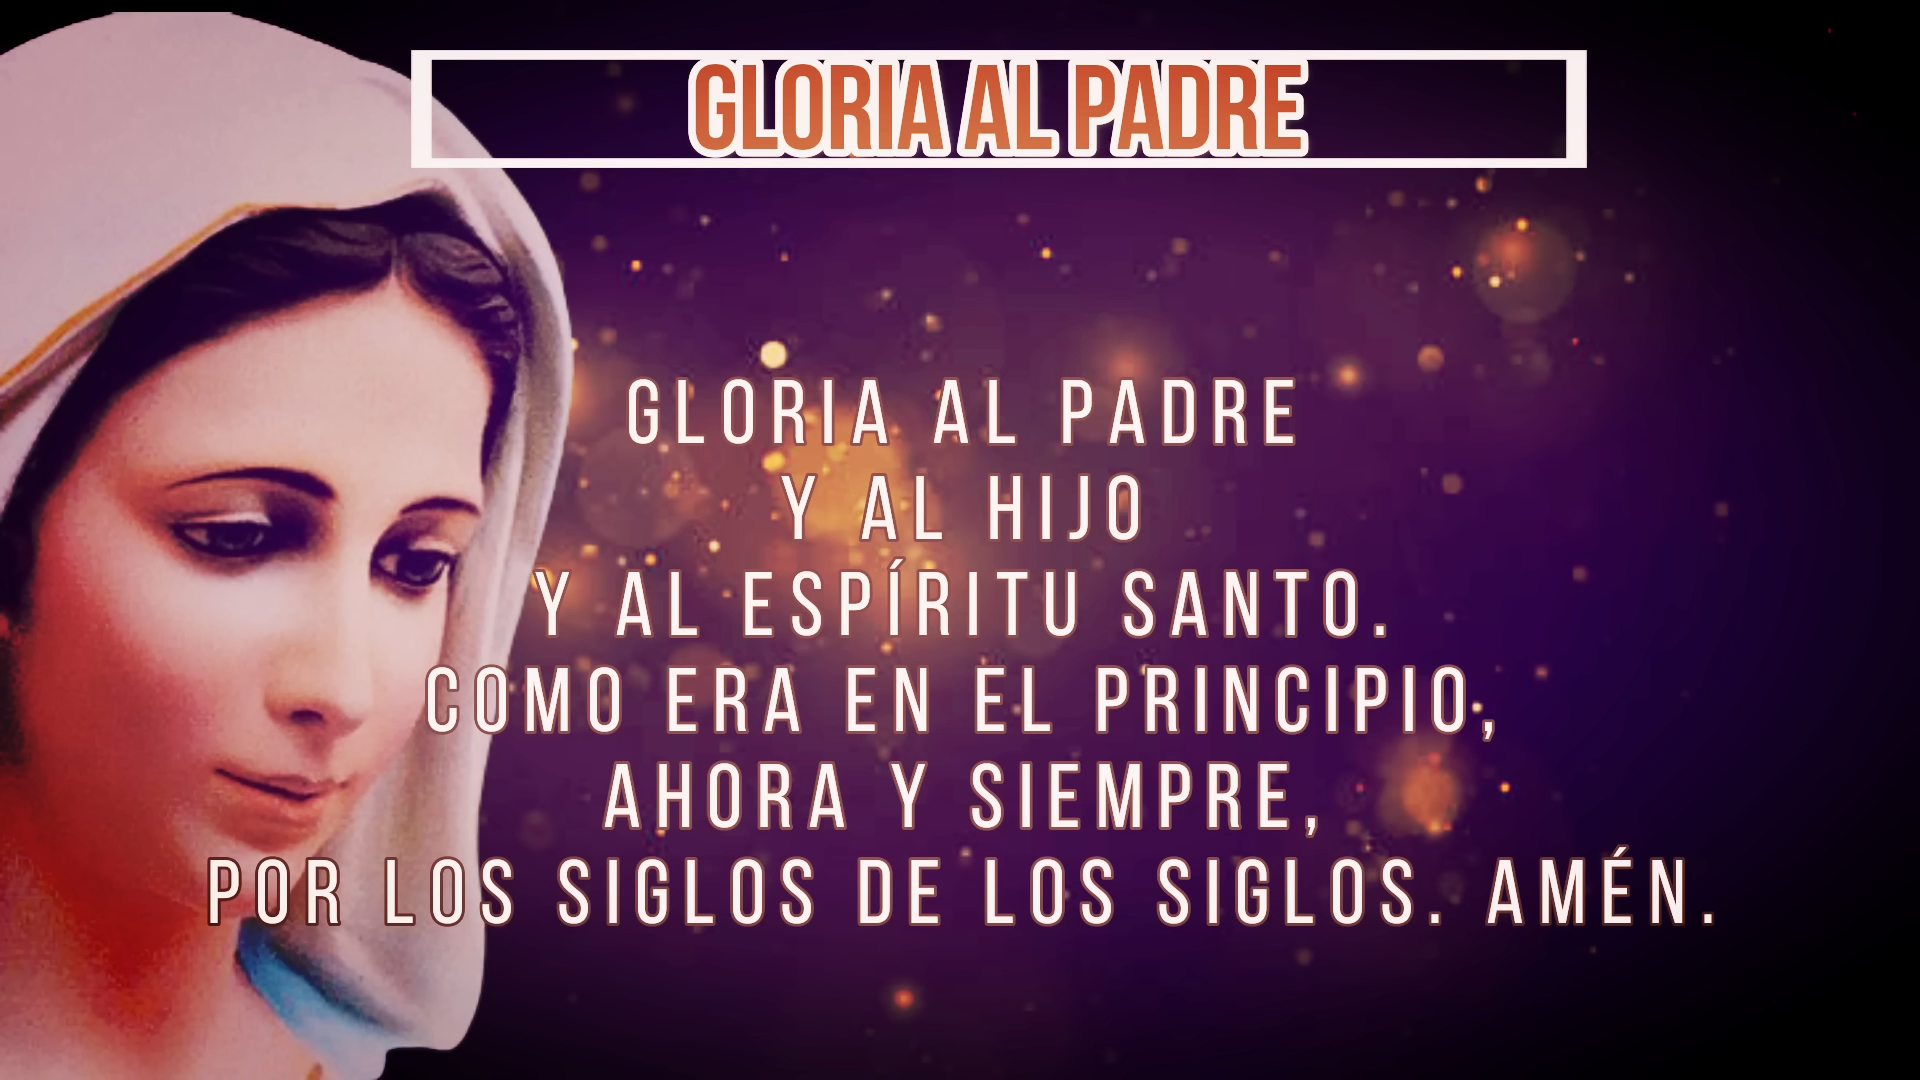 GLORIA AL PADRE
GLORIA AL PADRE
Y AL HIJO
Y AL ESPÍRITU SANTO.
COMO ERA EN EL PRINCIPIO,
AHORA Y SIEMPRE,
POR LOS SIGLOS DE LOS SIGLOS. AMÉN.